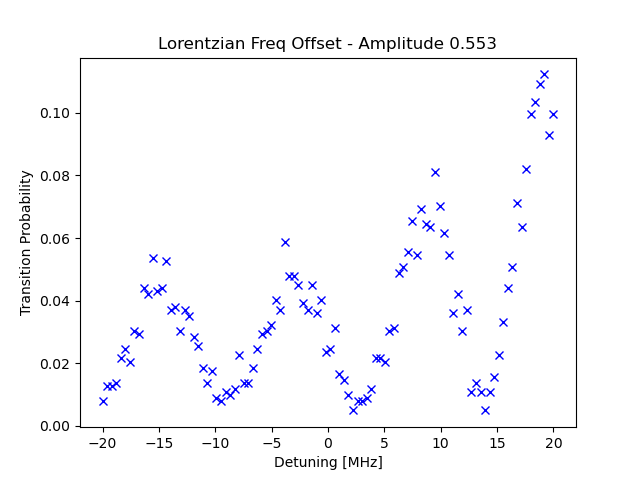 Lorentzian Freq Offset - Amplitude 0.553
Transition Probability
0.10
0.08
0.06
0.04
0.02
0.00
−20 −15 −10 −5 0 5 10 15 20
Detuning [MHz]